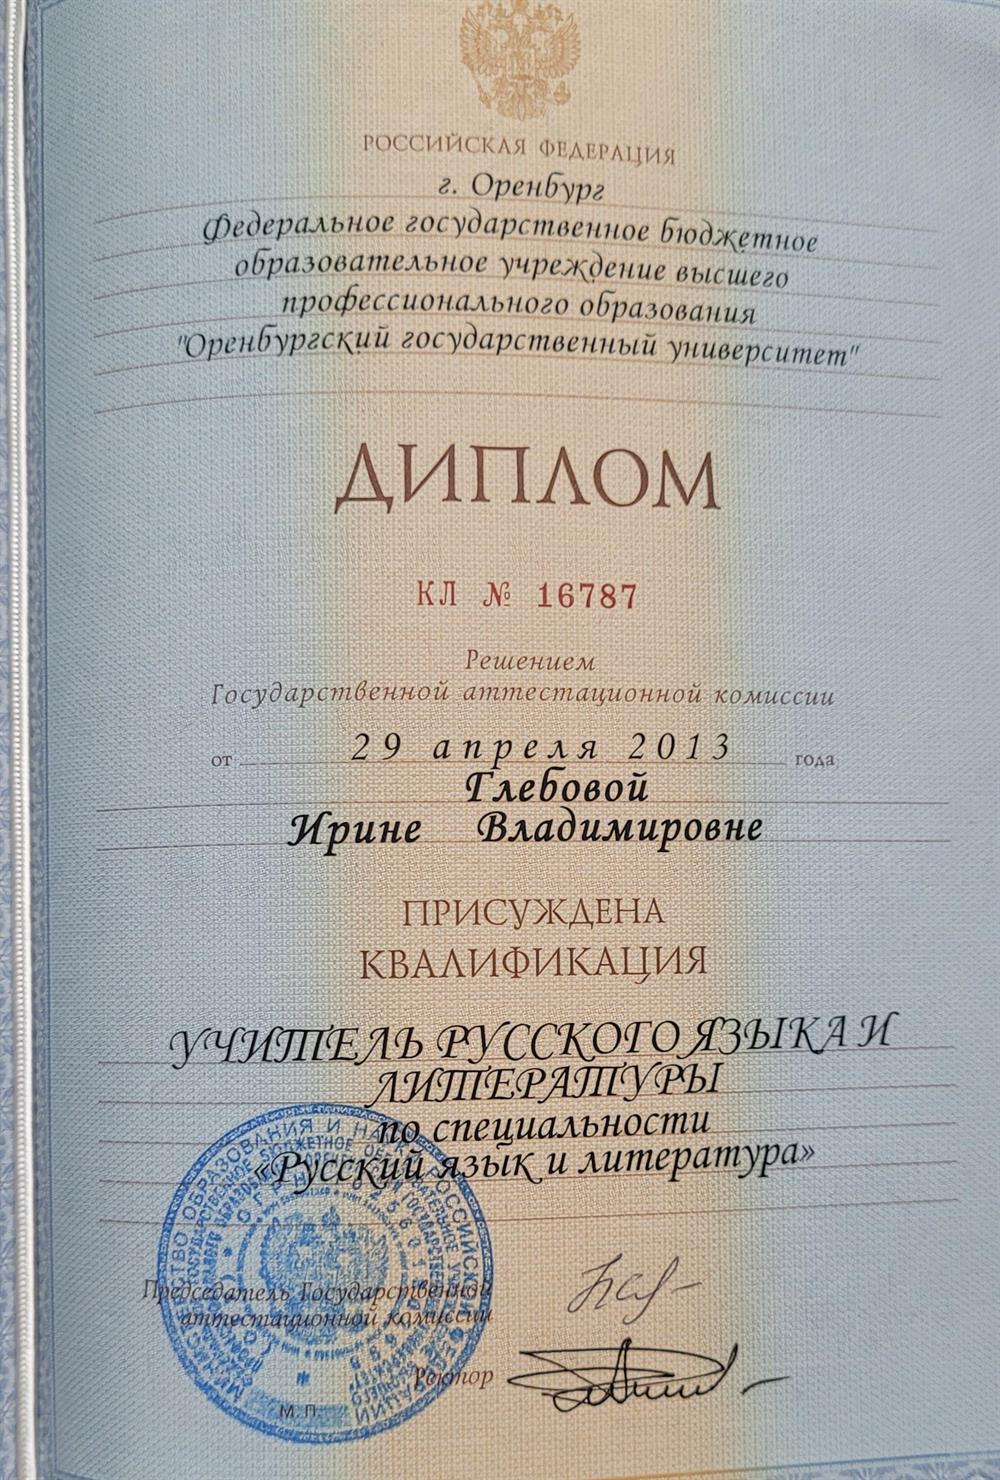 РОССИЙСКАЯ ФЕДЕРАЦИЯ
г. Оренбург
Федеральное государственное бюджетное
образовательное учреждение высшего
профессионального образования
"Оренбургский государственный университет"
ДИПЛОМ
КЛ № 16787
Решением
Государственной аттестационной комиссии
от 29 апреля 2013 года
Глебовой
Ирине Владимировне
ПРИСУЖДЕНА
КВАЛИФИКАЦИЯ
УЧИТЕЛЬ РУССКОГО ЯЗЫКА И
ЛИТЕРАТУРЫ
по специальности
«Русский язык и литература»
Председатель Государственной
аттестационной комиссии
Ректор
М.П.